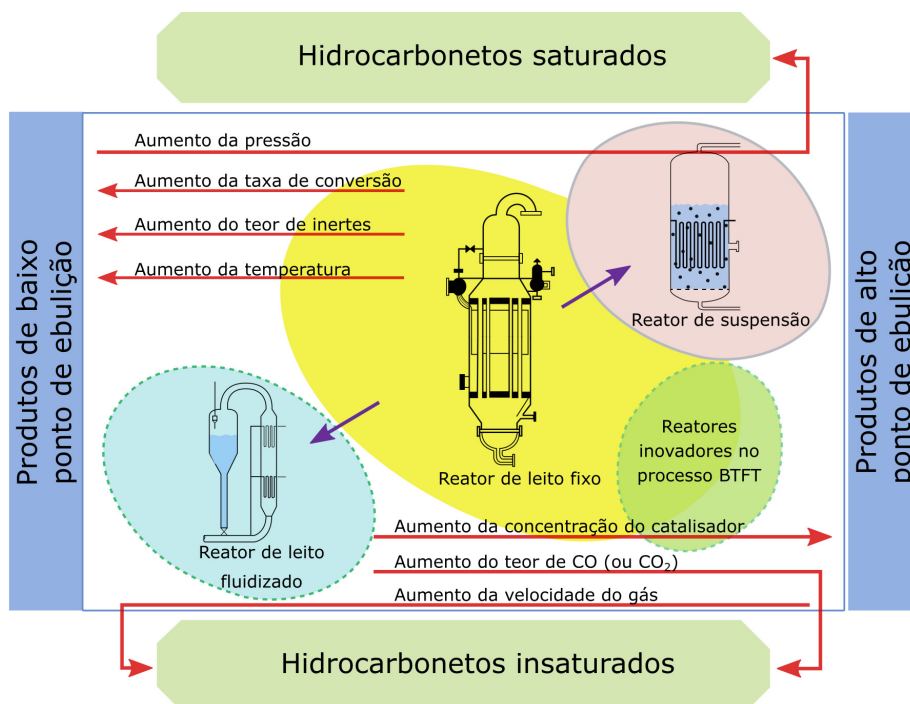 Hidrocarbonetos saturados
Produtos de baixo
ponto de ebulição
Aumento da pressão
Aumento da taxa de conversão
Aumento do teor de inertes
Aumento da temperatura
Reator de suspensão
Reator de leito fixo
Reatores
inovadores no
processo BTFT
Reator de leito
fluidizado
Aumento da concentração do catalisador
Aumento do teor de CO (ou CO₂)
Aumento da velocidade do gás
Produtos de alto
ponto de ebulição
Hidrocarbonetos insaturados